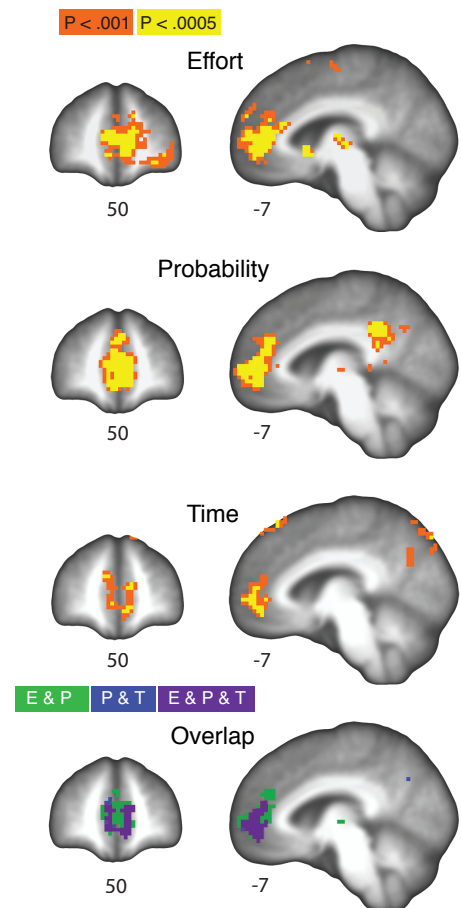 P < .001 P < .0005
Effort
50 -7
Probability
50 -7
Time
50 -7
E & P P & T E & P & T
Overlap
50 -7